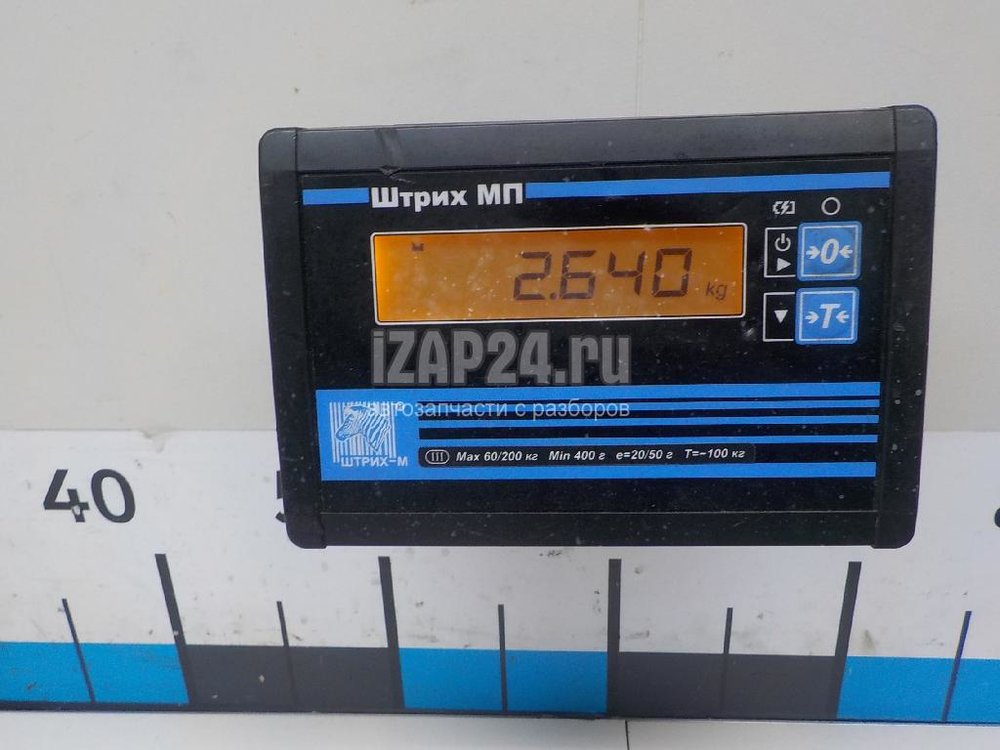 Штрих МП
2.640 kg
→0←
→T←
iZAP24.ru
автозапчасти с разборов
ШТРИХ-М
III Max 60/200 кг Min 400 г e=20/50 г T=-100 кг
40